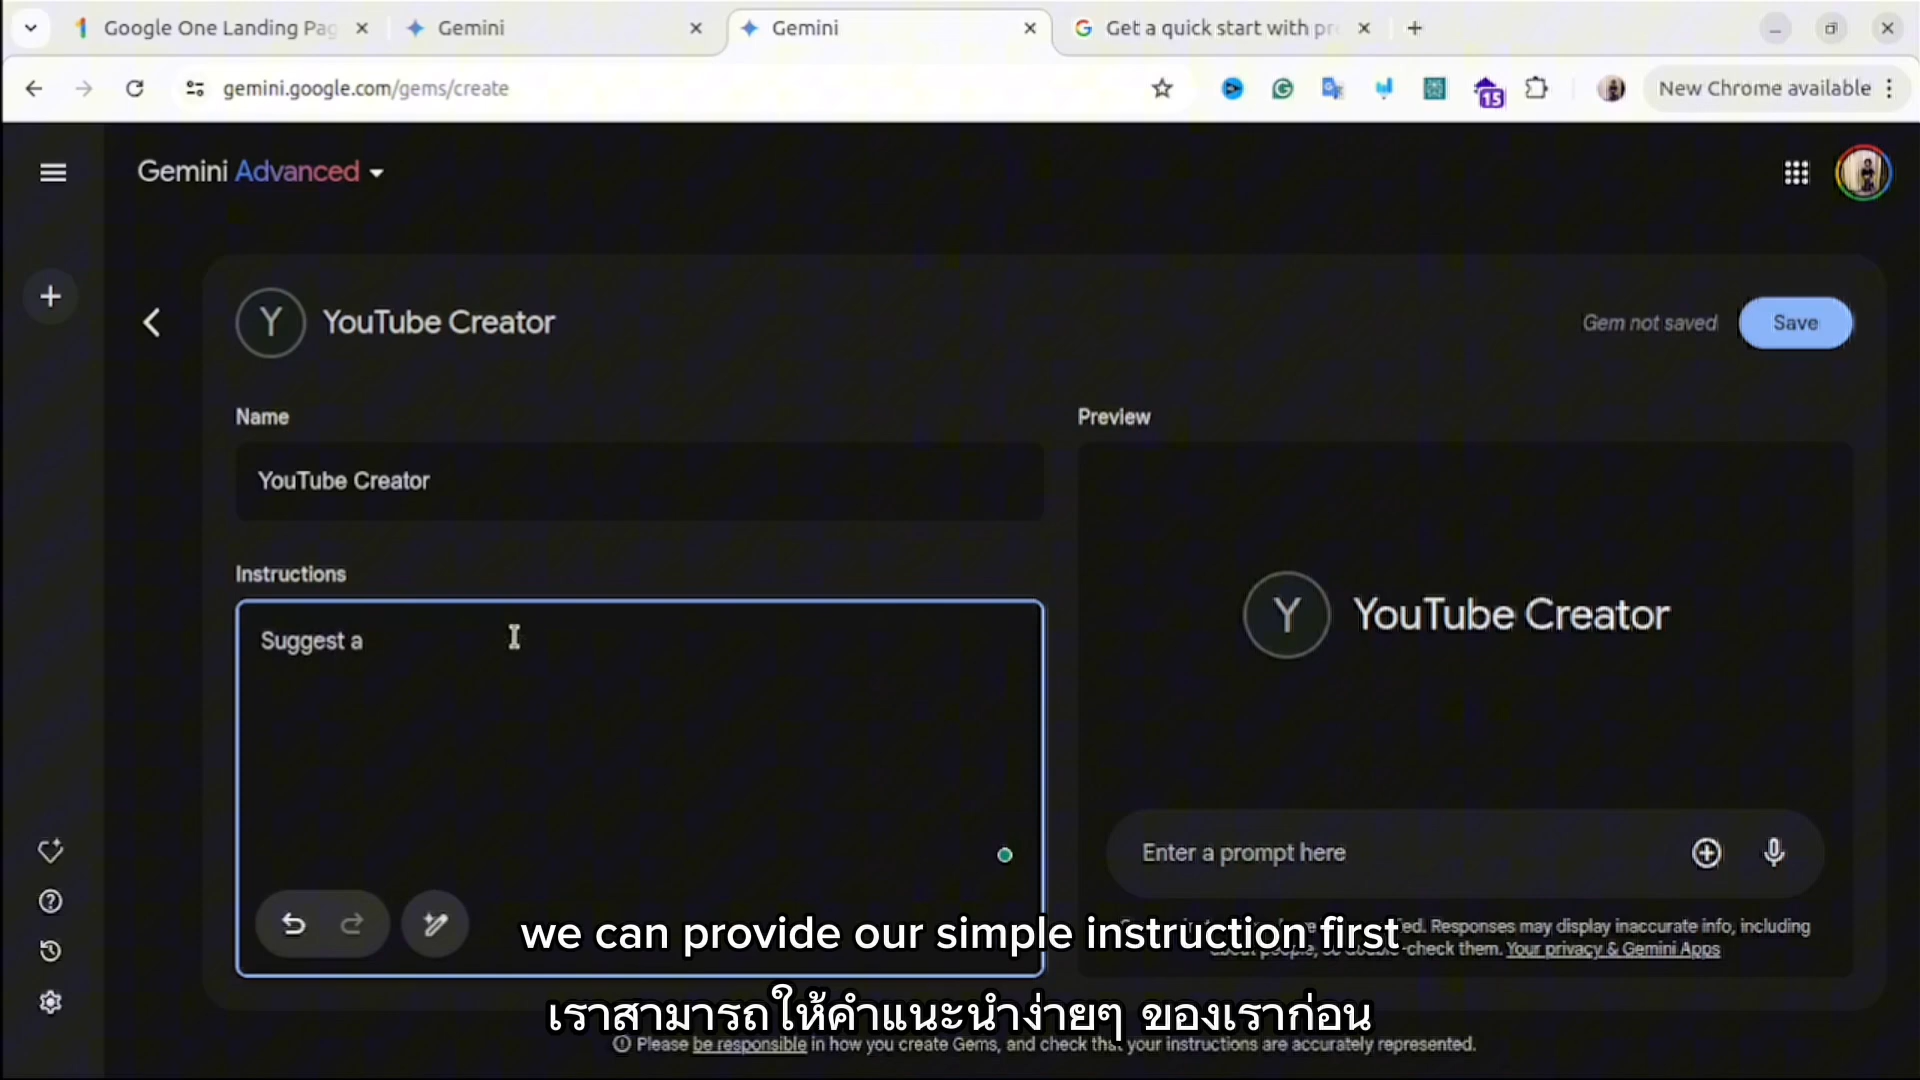 Google One Landing Pag
Gemini
Gemini
Get a quick start with pr
gemini.google.com/gems/create
15
New Chrome available
Gemini Advanced
Y
YouTube Creator
Gem not saved
Save
Name
Preview
YouTube Creator
Instructions
Suggest a
Y
YouTube Creator
Enter a prompt here
Responses may display inaccurate info, including
-check them. Your privacy & Gemini Apps
we can provide our simple instruction first
เราสามารถให้คำแนะนำง่ายๆ ของเราก่อน
Please be responsible in how you create Gems, and check that your instructions are accurately represented.